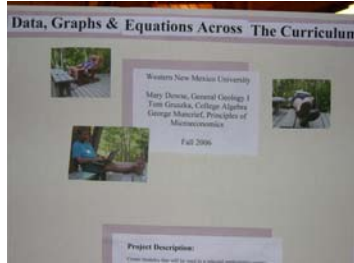 Data, Graphs & Equations Across The Curriculum
Western New Mexico University
Mary Dowse, General Geology I
Tom Gruszka, College Algebra
George Muncrief, Principles of
Microeconomics
Fall 2006
Project Description: